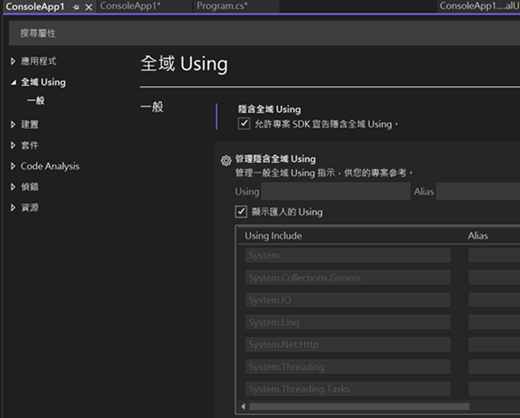 ConsoleApp1
ConsoleApp1*
Program.cs*
ConsoleApp1....alU
搜尋屬性
應用程式
全域 Using
一般
建置
套件
Code Analysis
偵錯
資源
全域 Using
一般
隱含全域 Using
允許專案 SDK 宣告隱含全域 Using。
管理隱含全域 Using
管理一般全域 Using 指示，供您的專案參考。
Using
Alias
顯示匯入的 Using
Using Include
Alias
System
System.Collections.Generic
System.IO
System.Linq
System.Net.Http
System.Threading
System.Threading.Tasks